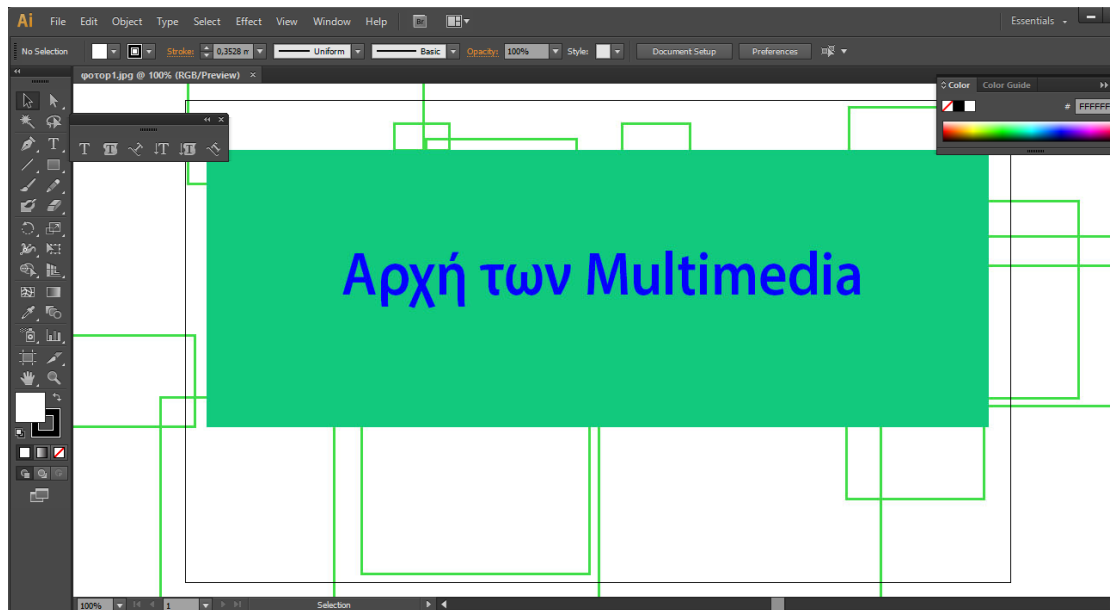 Ai File Edit Object Type Select Effect View Window Help Br Essentials
No Selection Stroke: 0,3528 m Uniform Basic Opacity: 100% Style: Document Setup Preferences
φοτορ1.jpg @ 100% (RGB/Preview) ×
Color Color Guide
# FFFFFF
T T T T T T
Αρχή των Multimedia
100% 1 Selection